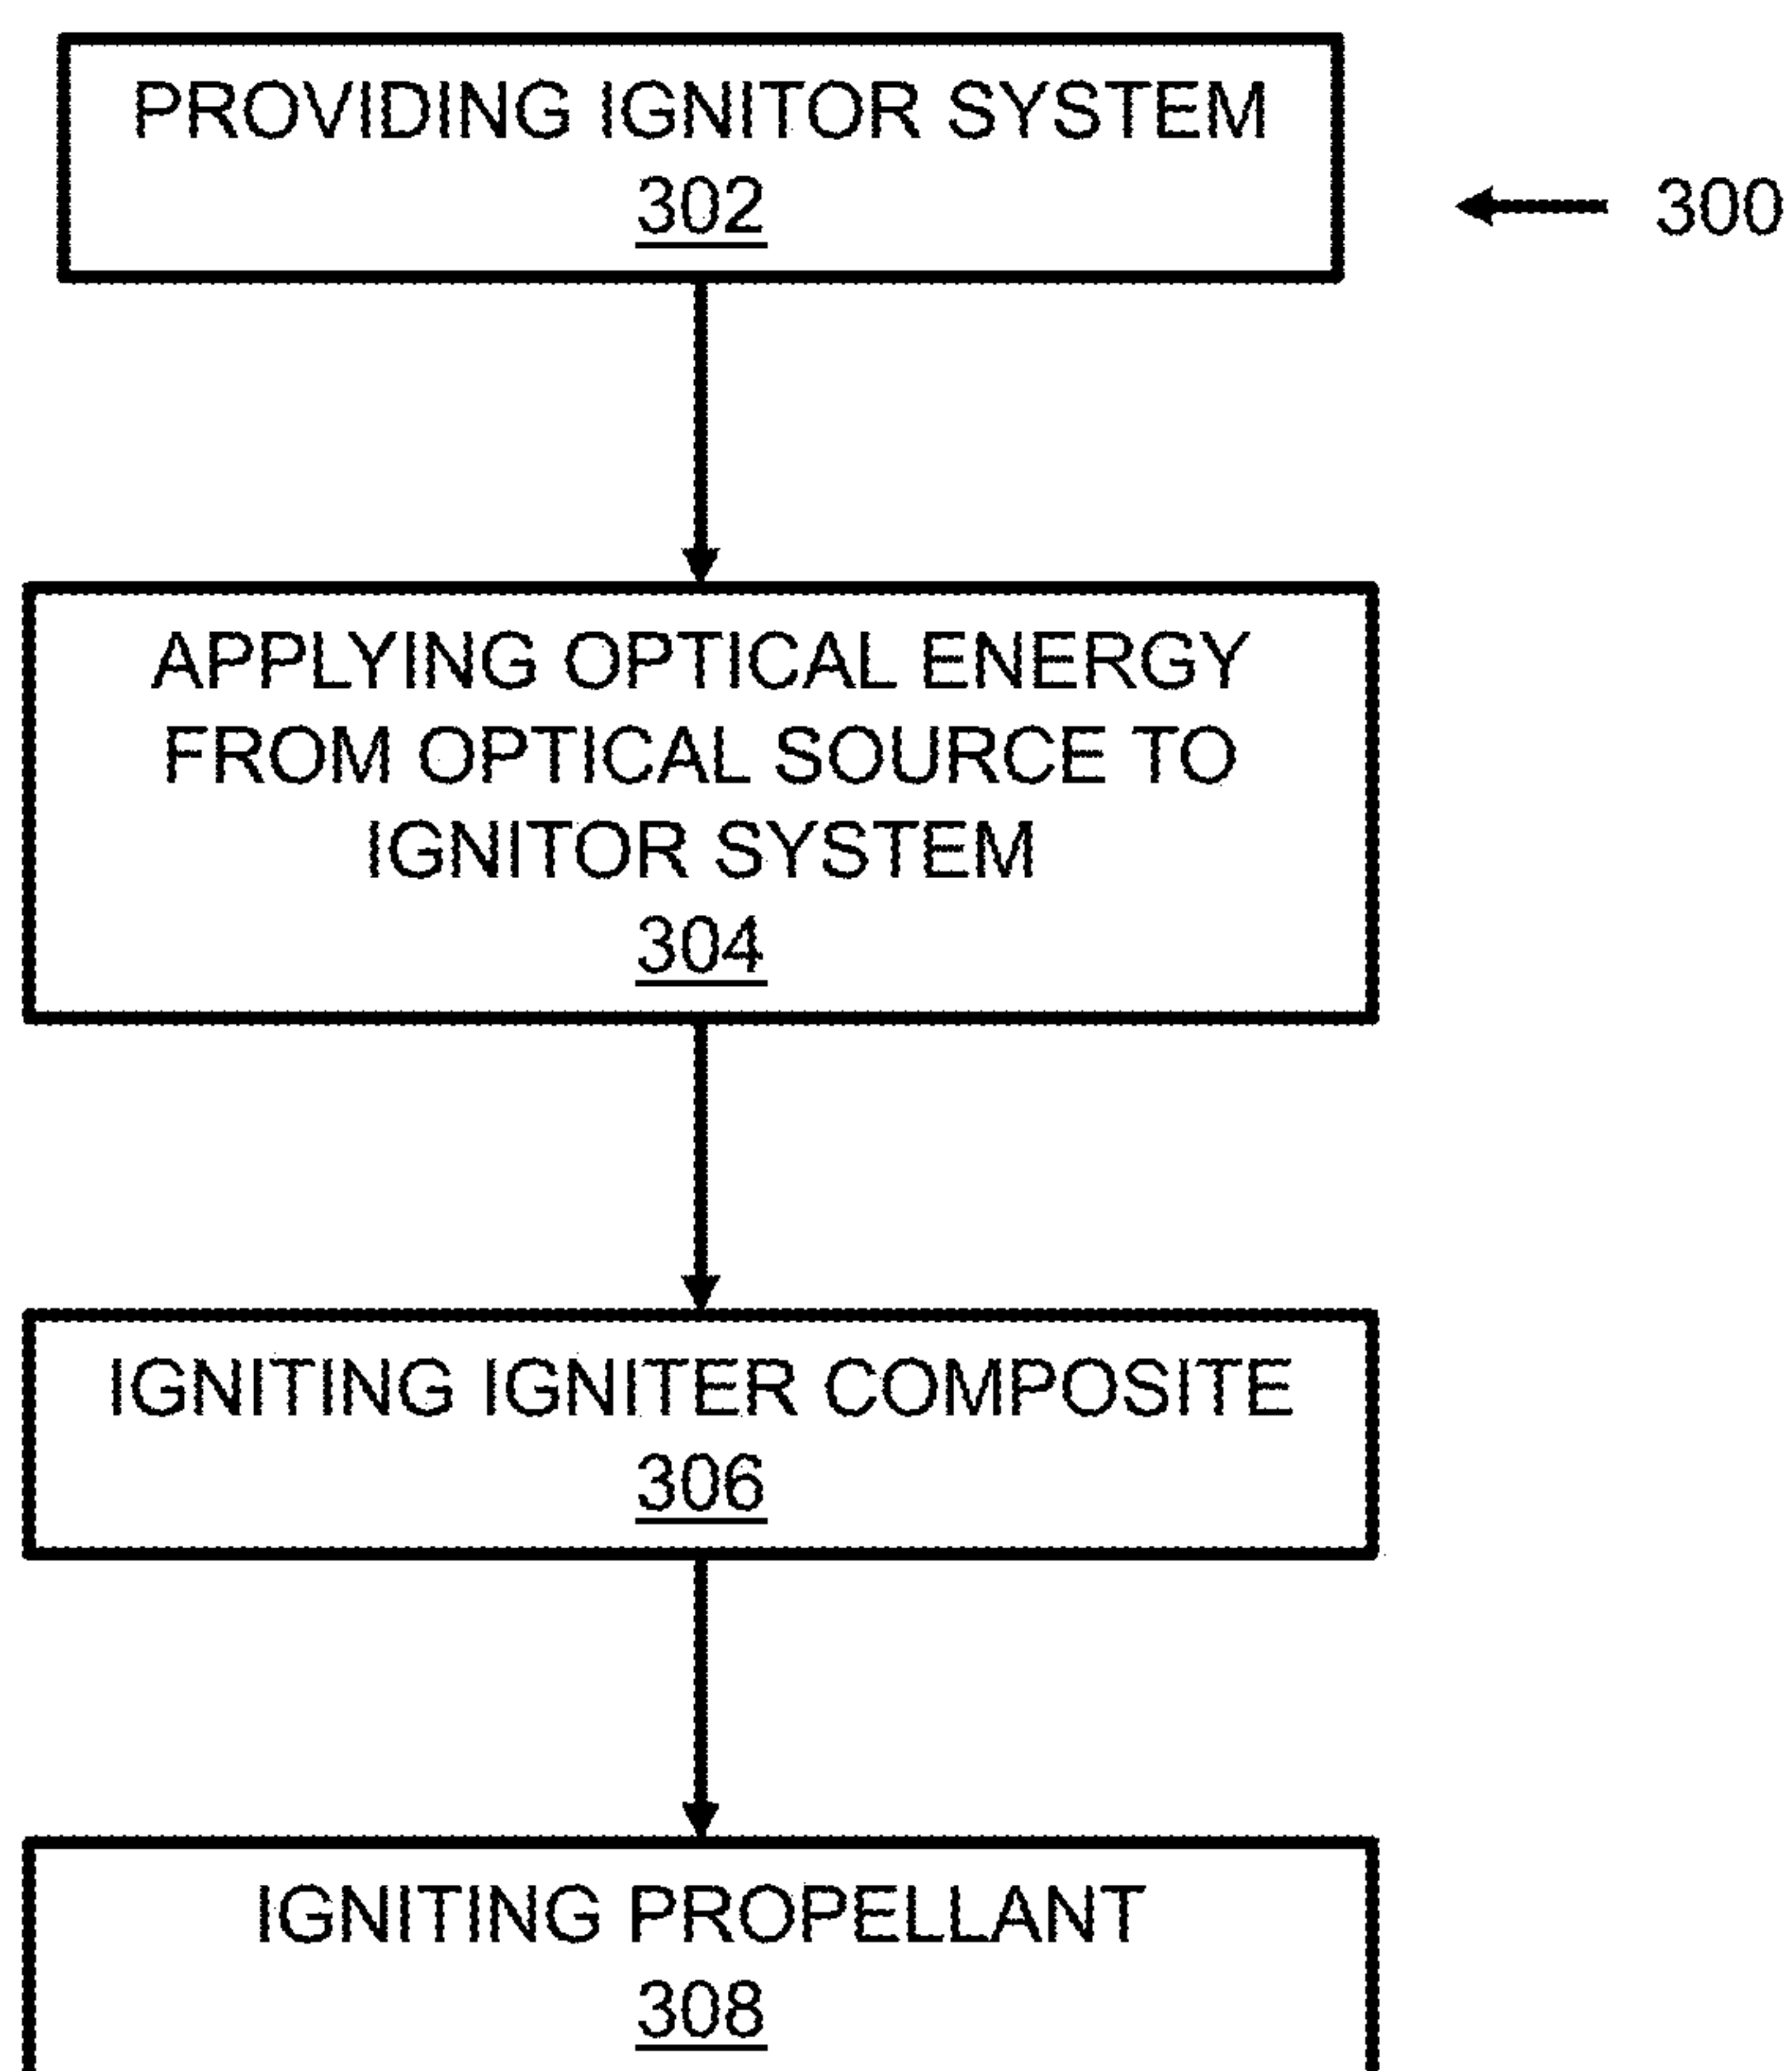 PROVIDING IGNITOR SYSTEM
302
300
APPLYING OPTICAL ENERGY
FROM OPTICAL SOURCE TO
IGNITOR SYSTEM
304
IGNITING IGNITER COMPOSITE
306
IGNITING PROPELLANT
308